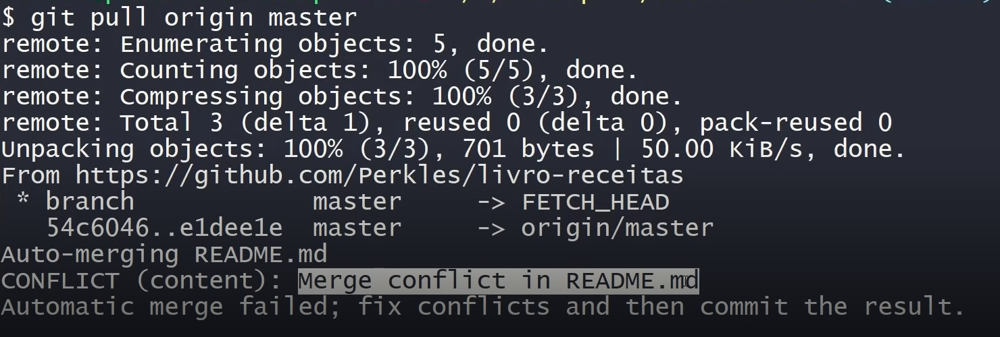 $ git pull origin master
remote: Enumerating objects: 5, done.
remote: Counting objects: 100% (5/5), done.
remote: Compressing objects: 100% (3/3), done.
remote: Total 3 (delta 1), reused 0 (delta 0), pack-reused 0
Unpacking objects: 100% (3/3), 701 bytes | 50.00 KiB/s, done.
From https://github.com/Perkles/livro-receitas
 * branch            master     -> FETCH_HEAD
   54c6046..e1dee1e  master     -> origin/master
Auto-merging README.md
CONFLICT (content): Merge conflict in README.md
Automatic merge failed; fix conflicts and then commit the result.